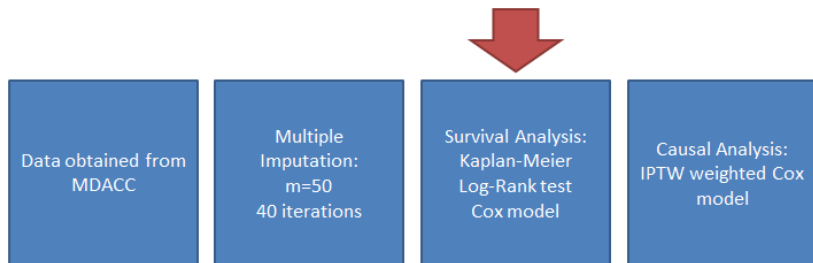 Data obtained from
MDACC
Multiple
Imputation:
m=50
40 iterations
Survival Analysis:
Kaplan-Meier
Log-Rank test
Cox model
Causal Analysis:
IPTW weighted Cox
model